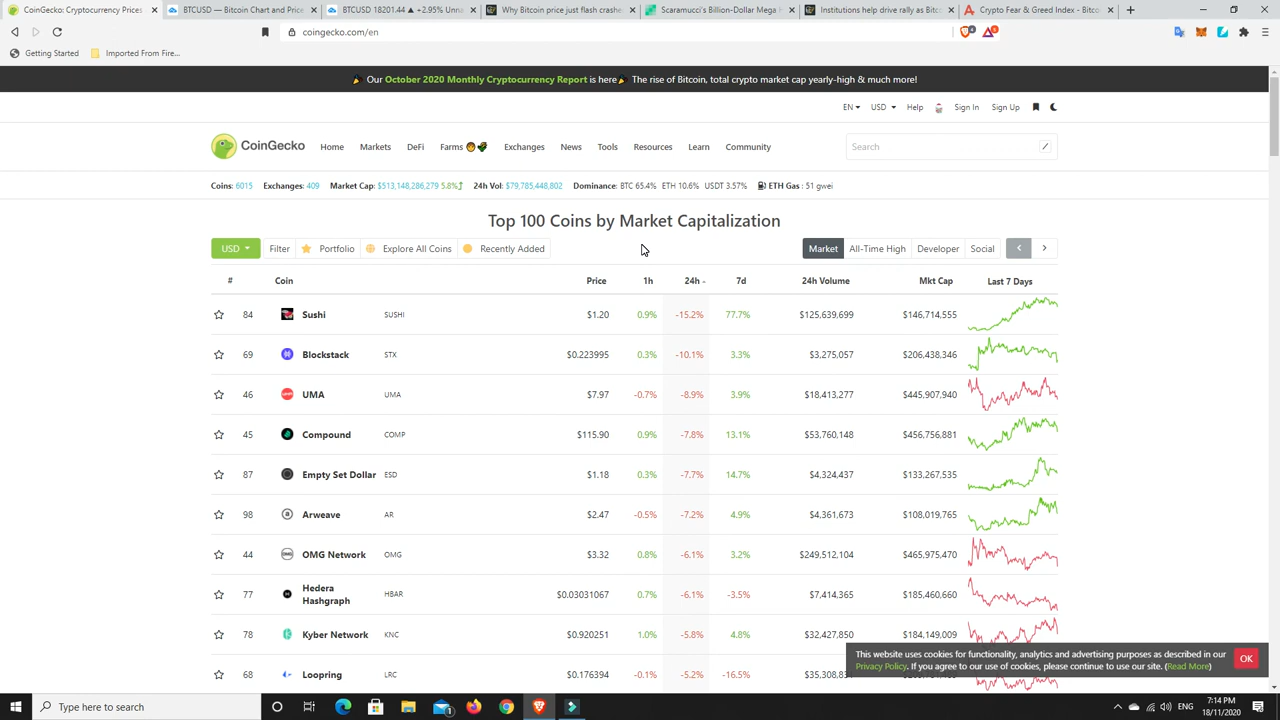 CoinGecko: Cryptocurrency Prices
BTCUSD — Bitcoin Chart and Price
BTCUSD 18201.44 ▲ +2.95% Unna
Why Bitcoin price just flash crashe
Scaramucci's Billion-Dollar Mega H
Institutions help drive rally as Bitc
Crypto Fear & Greed Index - Bitco
coingecko.com/en
Getting Started
Imported From Fire...
Our October 2020 Monthly Cryptocurrency Report is here🎉 The rise of Bitcoin, total crypto market cap yearly-high & much more!
EN USD Help Sign In Sign Up
CoinGecko Home Markets DeFi Farms Exchanges News Tools Resources Learn Community Search /
Coins: 6015 Exchanges: 409 Market Cap: $513,148,286,279 5.8% 24h Vol: $79,785,448,802 Dominance: BTC 65.4% ETH 10.6% USDT 3.57% ETH Gas: 51 gwei
Top 100 Coins by Market Capitalization
USD Filter Portfolio Explore All Coins Recently Added Market All-Time High Developer Social < >
# Coin Price 1h 24h 7d 24h Volume Mkt Cap Last 7 Days
84 Sushi SUSHI $1.20 0.9% -15.2% 77.7% $125,639,699 $146,714,555
69 Blockstack STX $0.223995 0.3% -10.1% 3.3% $3,275,057 $206,438,346
46 UMA UMA $7.97 -0.7% -8.9% 3.9% $18,413,277 $445,907,940
45 Compound COMP $115.90 0.9% -7.8% 13.1% $53,760,148 $456,756,881
87 Empty Set Dollar ESD $1.18 0.3% -7.7% 14.7% $4,324,437 $133,267,535
98 Arweave AR $2.47 -0.5% -7.2% 4.9% $4,361,673 $108,019,765
44 OMG Network OMG $3.32 0.8% -6.1% 3.2% $249,512,104 $465,975,470
77 Hedera Hashgraph HBAR $0.03031067 0.7% -6.1% -3.5% $7,414,365 $185,460,660
78 Kyber Network KNC $0.920251 1.0% -5.8% 4.8% $32,427,850 $184,149,009
68 Loopring LRC $0.176394 -0.1% -5.2% -16.5%
This website uses cookies for functionality, analytics and advertising purposes as described in our
Privacy Policy. If you agree to our use of cookies, please continue to use our site. (Read More)
OK
Type here to search
ENG
7:14 PM
18/11/2020